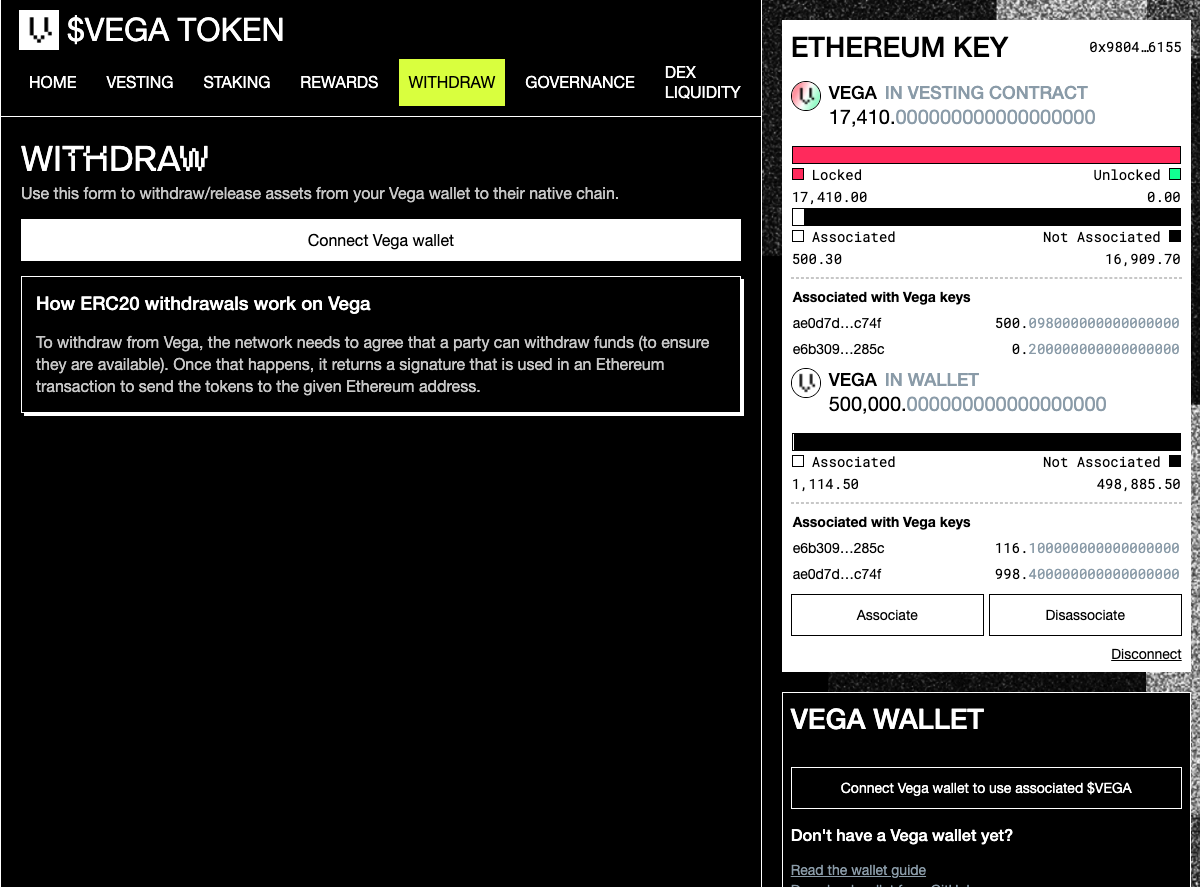 $VEGA TOKEN
HOME VESTING STAKING REWARDS WITHDRAW GOVERNANCE DEX LIQUIDITY
WITHDRAW
Use this form to withdraw/release assets from your Vega wallet to their native chain.
Connect Vega wallet
How ERC20 withdrawals work on Vega
To withdraw from Vega, the network needs to agree that a party can withdraw funds (to ensure
they are available). Once that happens, it returns a signature that is used in an Ethereum
transaction to send the tokens to the given Ethereum address.
ETHEREUM KEY 0x9804…6155
VEGA IN VESTING CONTRACT
17,410.000000000000000000
Locked Unlocked
17,410.00 0.00
Associated Not Associated
500.30 16,909.70
Associated with Vega keys
ae0d7d…c74f 500.098000000000000000
e6b309…285c 0.200000000000000000
VEGA IN WALLET
500,000.000000000000000000
Associated Not Associated
1,114.50 498,885.50
Associated with Vega keys
e6b309…285c 116.100000000000000000
ae0d7d…c74f 998.400000000000000000
Associate Disassociate
Disconnect
VEGA WALLET
Connect Vega wallet to use associated $VEGA
Don't have a Vega wallet yet?
Read the wallet guide